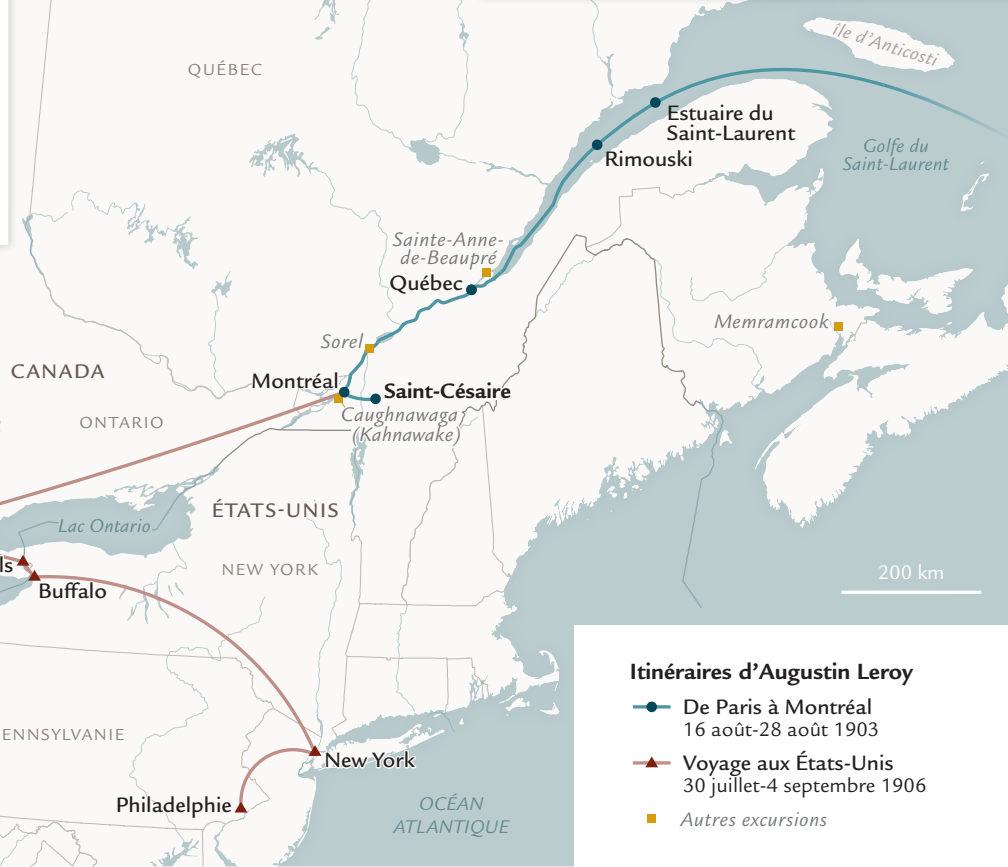 île d'Anticosti
QUÉBEC
Estuaire du
Saint-Laurent
Golfe du
Saint-Laurent
Rimouski
Sainte-Anne-
de-Beaupré
Québec
Memramcook
Sorel
CANADA
Montréal
Saint-Césaire
ONTARIO
Caughnawaga
(Kahnawake)
ÉTATS-UNIS
Lac Ontario
ls
NEW YORK
200 km
Buffalo
ENNSYLVANIE
New York
Philadelphie
OCÉAN
ATLANTIQUE
Itinéraires d'Augustin Leroy
De Paris à Montréal
16 août-28 août 1903
Voyage aux États-Unis
30 juillet-4 septembre 1906
Autres excursions